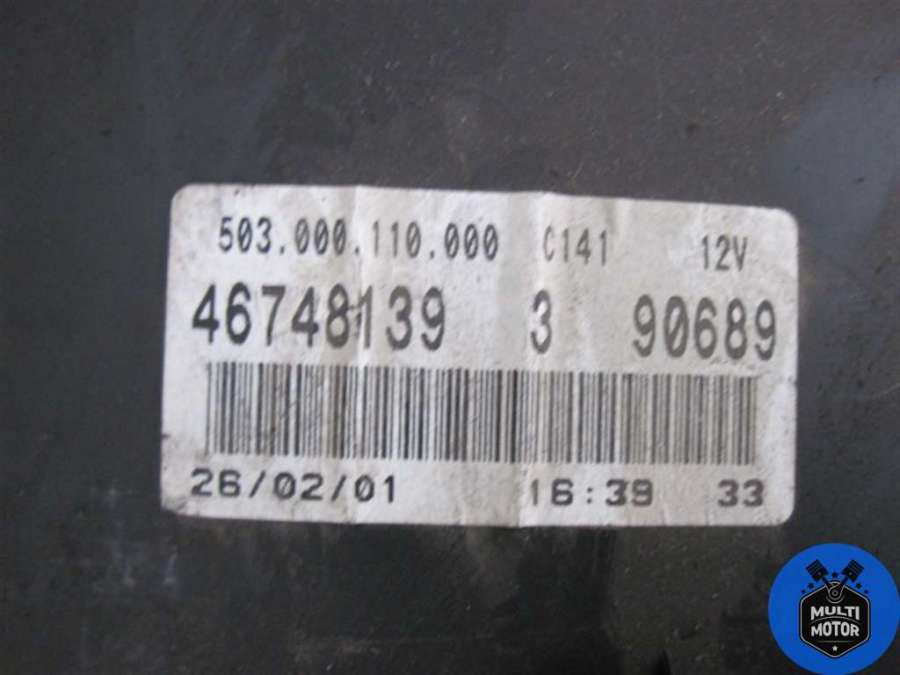 503.000.110.000 C141 12V
46748139 3 90689
26/02/01 16:39 33
MULTI
MOTOR